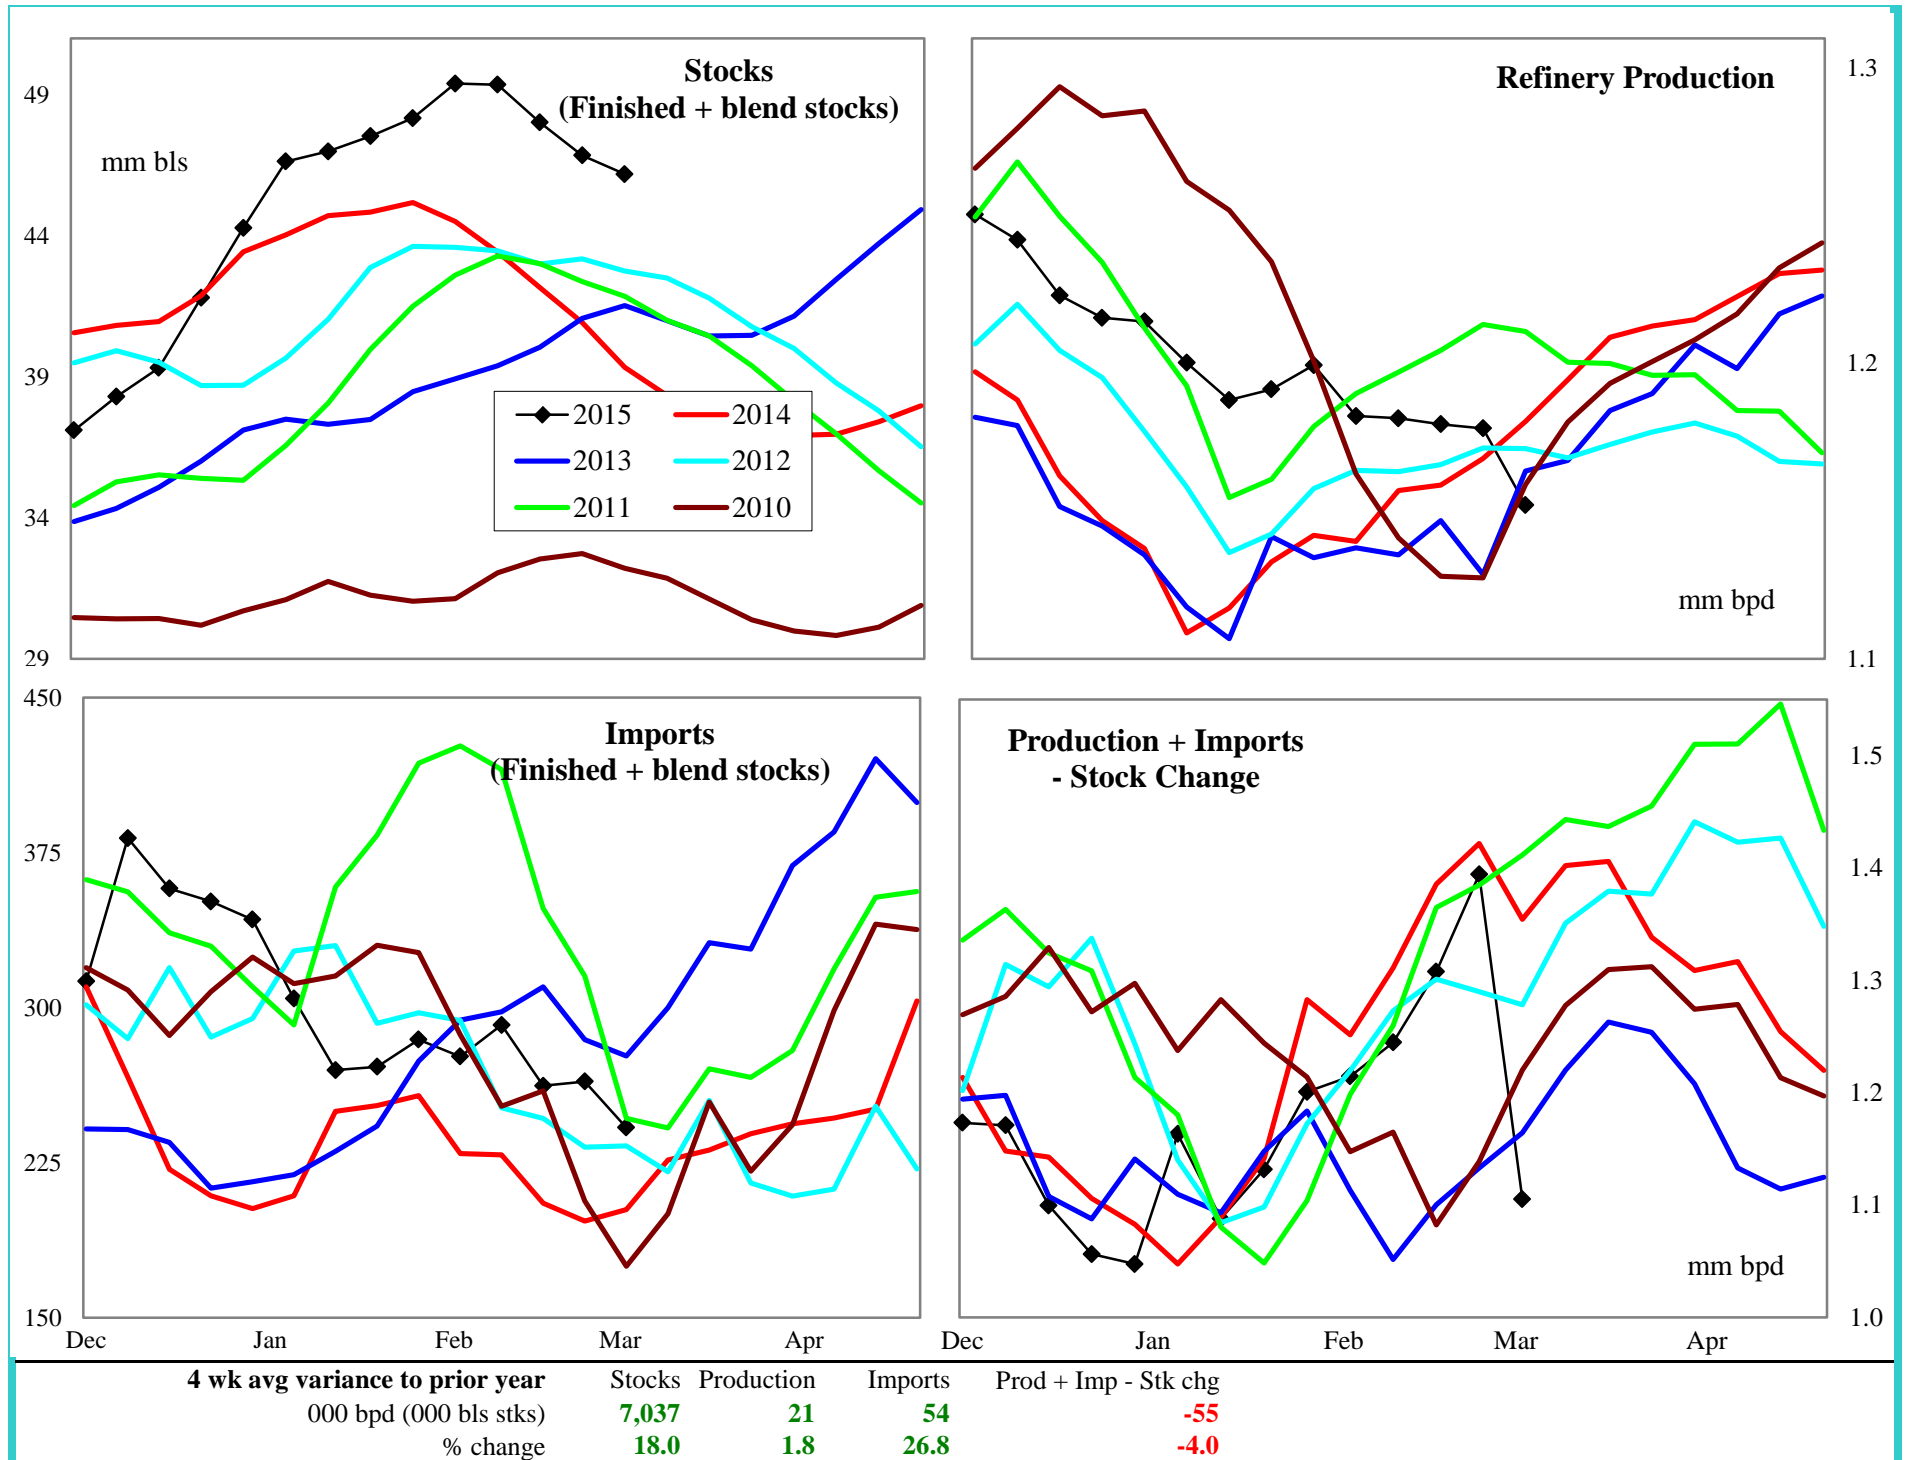 Stocks
(Finished + blend stocks)
mm bls
49
44
39
34
29
2015
2014
2013
2012
2011
2010
Refinery Production
mm bpd
1.3
1.2
1.1
Imports
(Finished + blend stocks)
450
375
300
225
150
Dec
Jan
Feb
Mar
Apr
Production + Imports
- Stock Change
mm bpd
1.5
1.4
1.3
1.2
1.1
1.0
Dec
Jan
Feb
Mar
Apr
4 wk avg variance to prior year Stocks Production Imports Prod + Imp - Stk chg
000 bpd (000 bls stks) 7,037 21 54 -55
% change 18.0 1.8 26.8 -4.0